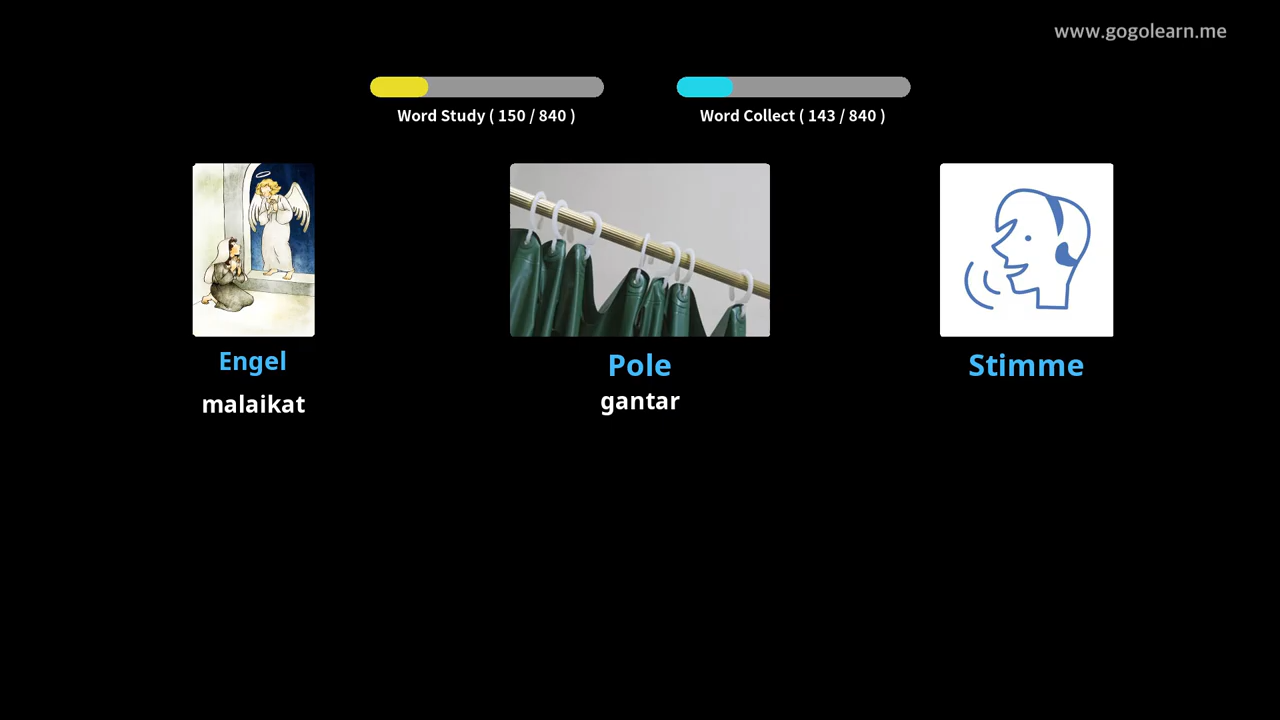 www.gogolearn.me
Word Study ( 150 / 840 )
Word Collect ( 143 / 840 )
Engel
malaikat
Pole
gantar
Stimme